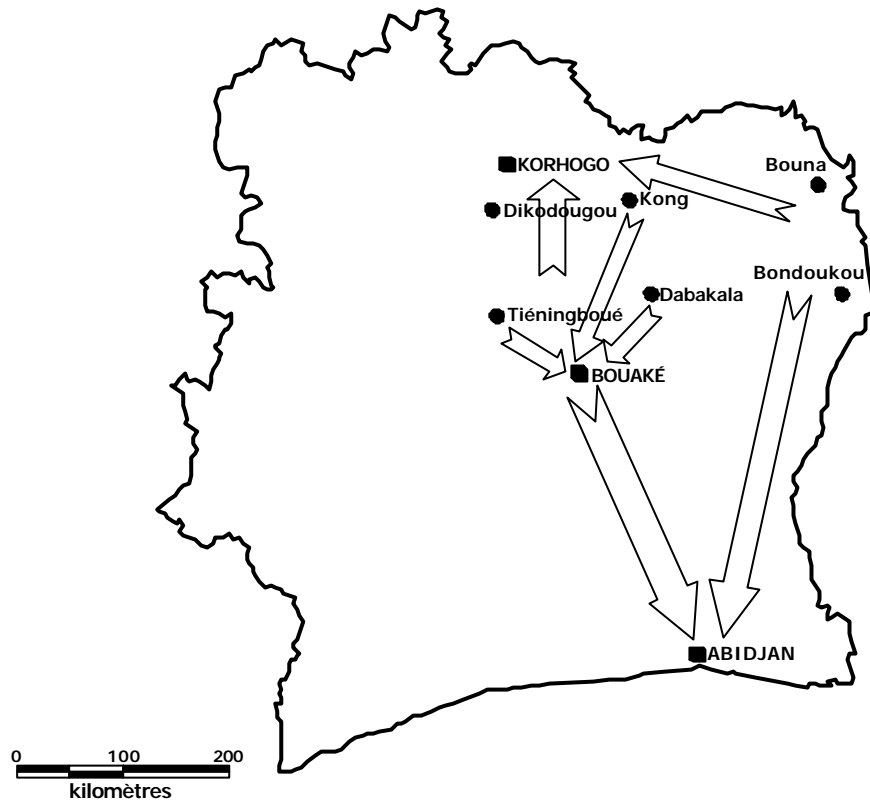 KORHOGO
Bouna
Kong
Dikodougou
Bondoukou
Dabakala
Tiéningboué
BOUAKÉ
ABIDJAN
0 100 200
kilomètres